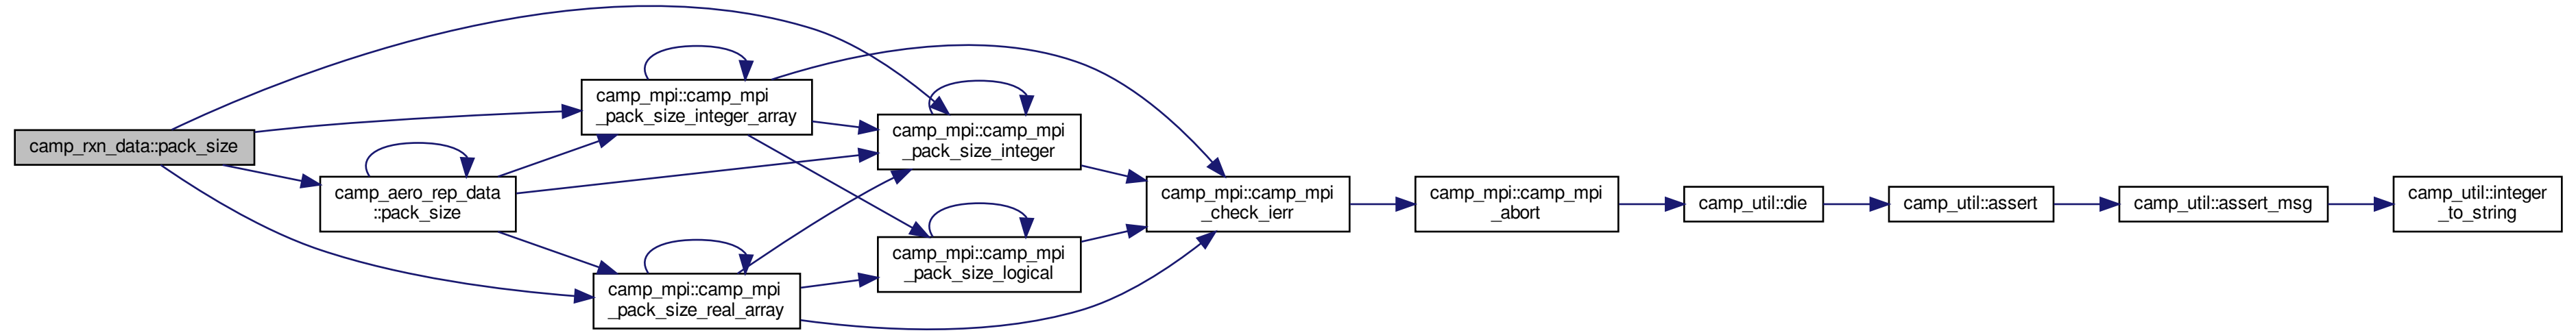 camp_rxn_data::pack_size
camp_aero_rep_data
::pack_size
camp_mpi::camp_mpi
_pack_size_integer_array
camp_mpi::camp_mpi
_pack_size_real_array
camp_mpi::camp_mpi
_pack_size_integer
camp_mpi::camp_mpi
_pack_size_logical
camp_mpi::camp_mpi
_check_ierr
camp_mpi::camp_mpi
_abort
camp_util::die
camp_util::assert
camp_util::assert_msg
camp_util::integer
_to_string